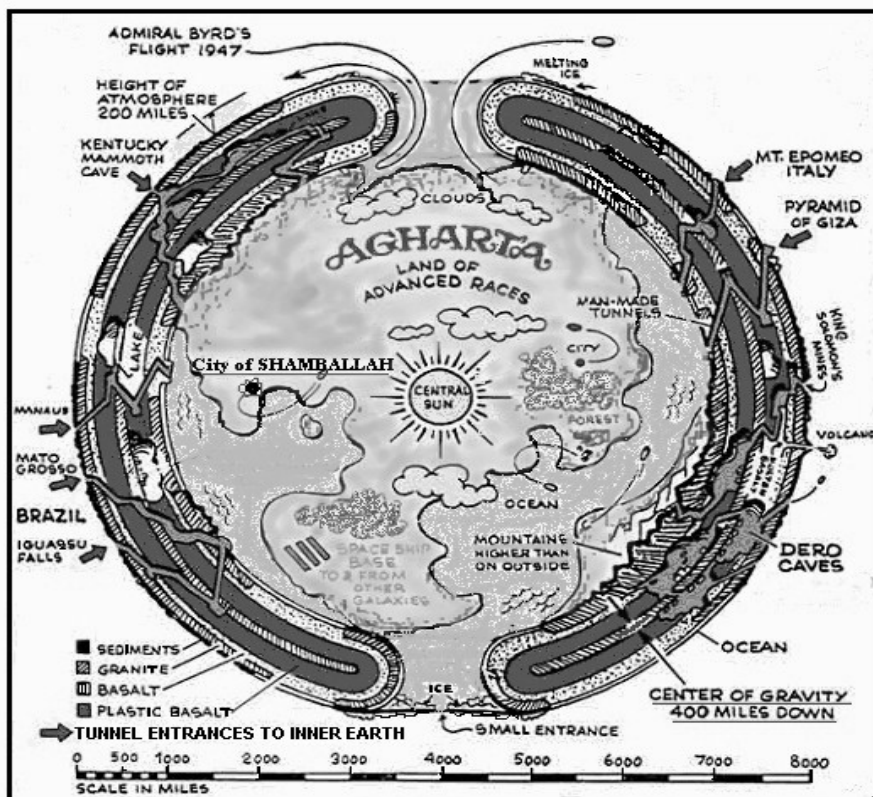 ADMIRAL BYRD'S
FLIGHT 1947
MELTING
ICE
HEIGHT OF
ATMOSPHERE
200 MILES
LAKE
KENTUCKY
MAMMOTH
CAVE
MT. EPOMEO
ITALY
PYRAMID
OF GIZA
CLOUDS
AGHARTA
LAND OF
ADVANCED RACES
MAN-MADE
TUNNELS
KING
SOLOMONS
MINES
LAKE
City of SHAMBALLAH
CITY
CENTRAL
SUN
FOREST
MANAUS
VOLCANO
MATO
GROSSO
OCEAN
BRAZIL
MOUNTAINS
HIGHER THAN
ON OUTSIDE
IGUASSU
FALLS
DERO
CAVES
SPACE SHIP
BASE
TO & FROM
OTHER
GALAXIES
SEDIMENTS
GRANITE
BASALT
PLASTIC BASALT
OCEAN
ICE
CENTER OF GRAVITY
400 MILES DOWN
TUNNEL ENTRANCES TO INNER EARTH
SMALL ENTRANCE
0 1000 2000 3000 4000 5000 6000 7000 8000
SCALE IN MILES